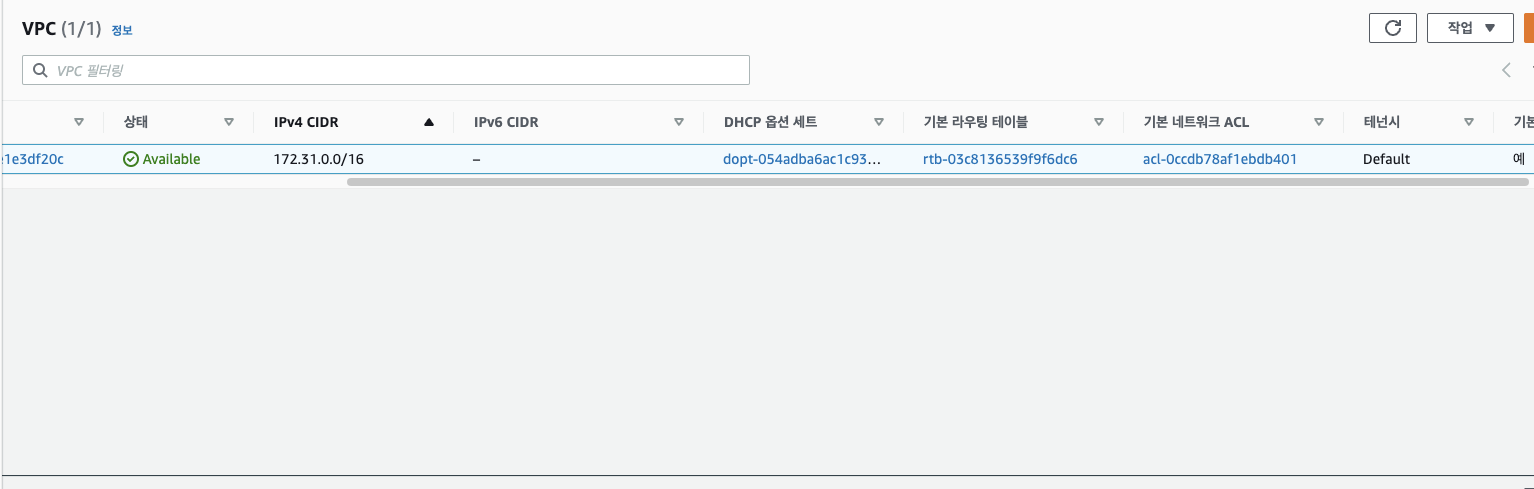 VPC (1/1) 정보
작업
VPC 필터링
상태 IPv4 CIDR IPv6 CIDR DHCP 옵션 세트 기본 라우팅 테이블 기본 네트워크 ACL 테넌시 기본
e1e3df20c Available 172.31.0.0/16 – dopt-054adba6ac1c93... rtb-03c8136539f9f6dc6 acl-0ccdb78af1ebdb401 Default 예